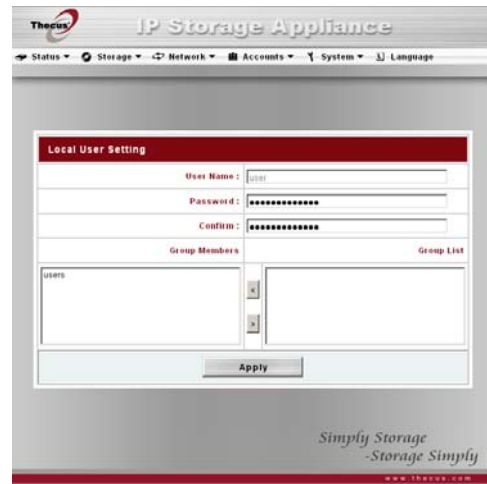 Thecus
IP Storage Appliance
Status Storage Network Accounts System Language
Local User Setting
User Name : user
Password : •••••••••••••
Confirm : •••••••••••••
Group Members Group List
users
<
>
Apply
Simply Storage
-Storage Simply
www.thecus.com